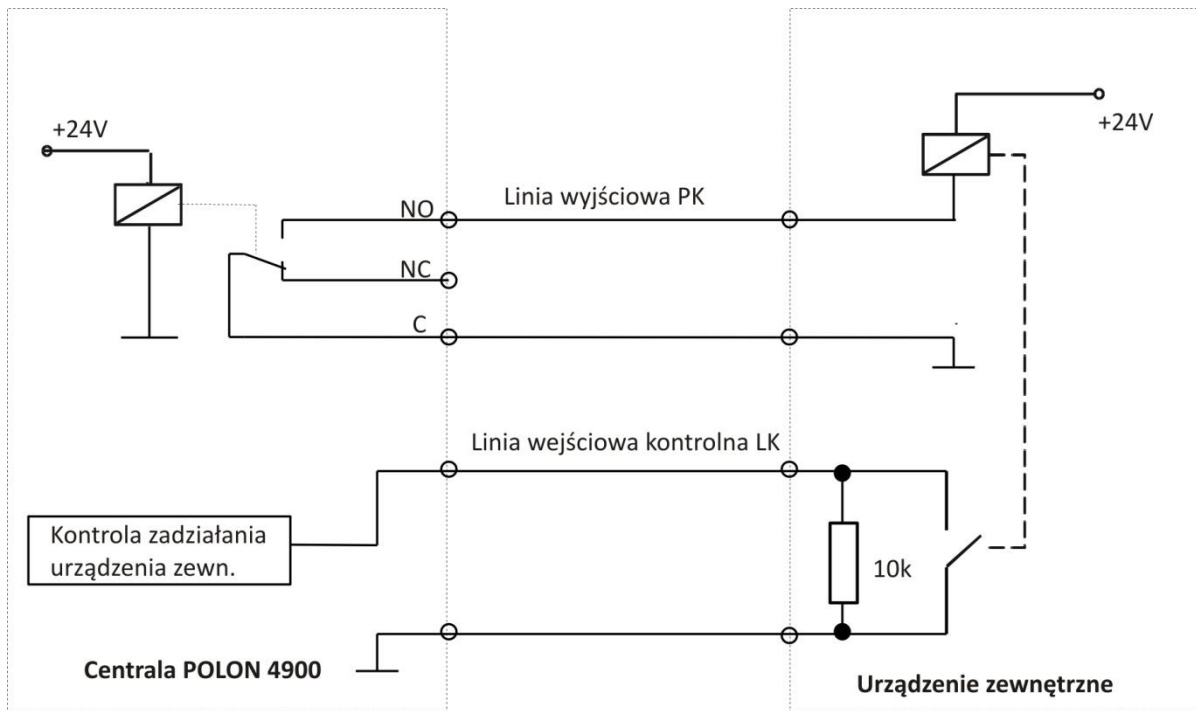 +24V
+24V
NO
Linia wyjściowa PK
NC
C
Linia wejściowa kontrolna LK
Kontrola zadziałania
urządzenia zewn.
10k
Centrala POLON 4900
Urządzenie zewnętrzne